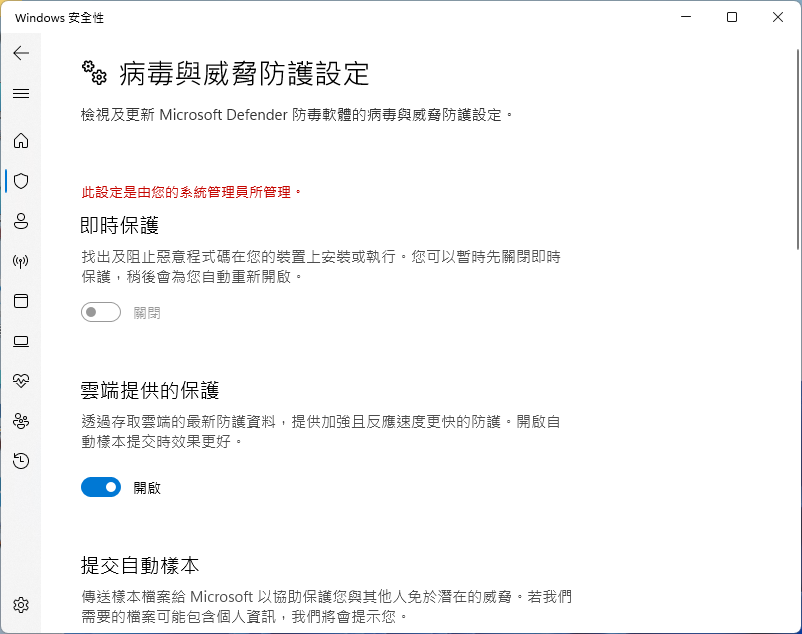 Windows 安全性
病毒與威脅防護設定
檢視及更新 Microsoft Defender 防毒軟體的病毒與威脅防護設定。
此設定是由您的系統管理員所管理。
即時保護
找出及阻止惡意程式碼在您的裝置上安裝或執行。您可以暫時先關閉即時
保護，稍後會為您自動重新開啟。
關閉
雲端提供的保護
透過存取雲端的最新防護資料，提供加強且反應速度更快的防護。開啟自
動樣本提交時效果更好。
開啟
提交自動樣本
傳送樣本檔案給 Microsoft 以協助保護您與其他人免於潛在的威脅。若我們
需要的檔案可能包含個人資訊，我們將會提示您。